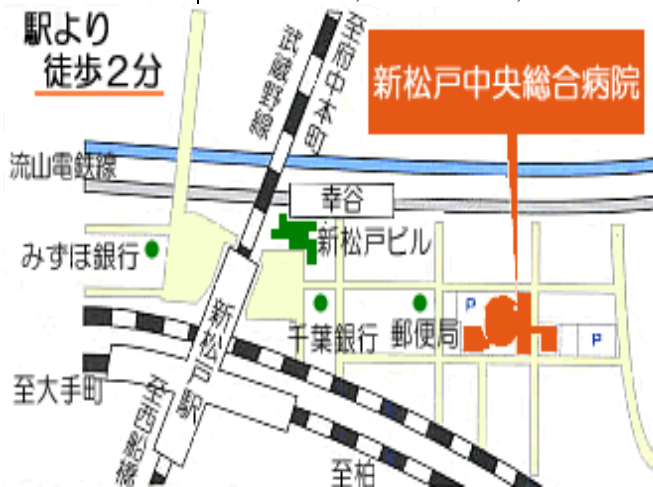 駅より
徒歩2分
新松戸中央総合病院
至府中本町
武蔵野線
流山電鉄線
幸谷
新松戸ビル
みずほ銀行
千葉銀行
郵便局
P
P
新松戸駅
至大手町
至西船橋
至柏